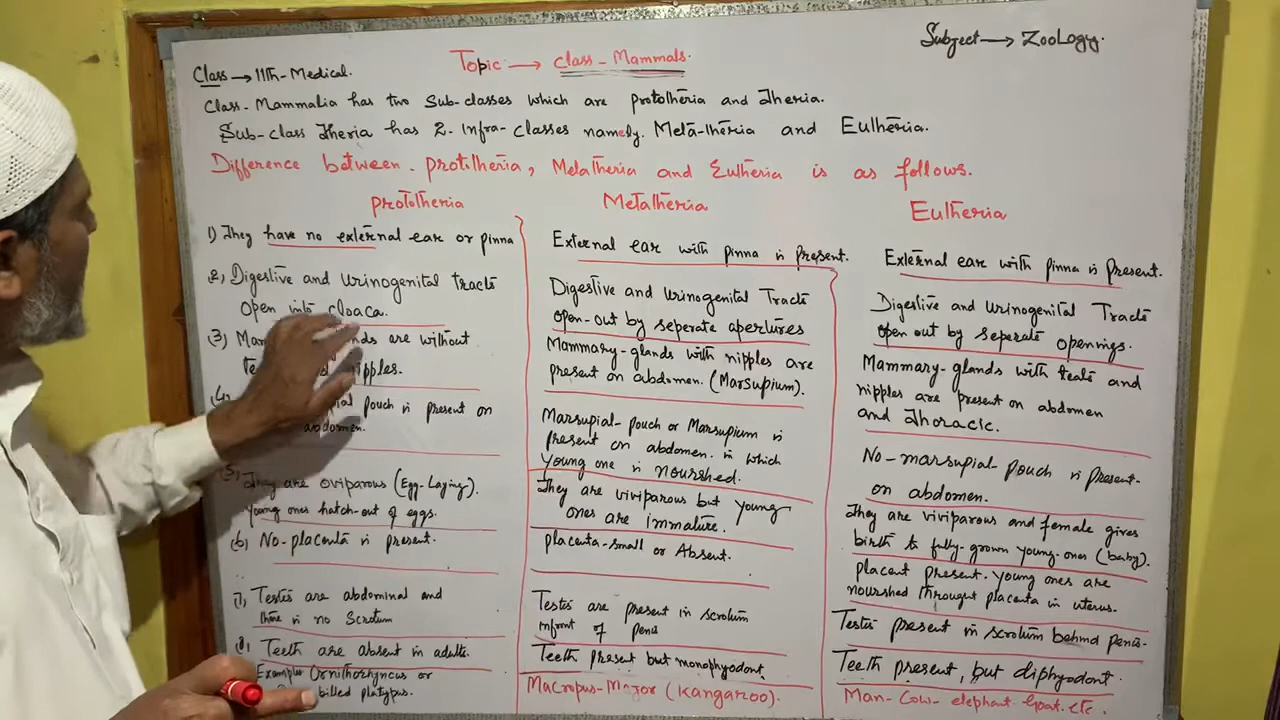 Subject → Zoology.
Class → 11th-Medical.
Topic → Class-Mammals.
Class-Mammalia has two Sub-classes which are prototheria and Theria.
Sub-class Theria has 2-Infra-classes namely. Meta-theria and Eutheria.
Difference between prototheria, Metatheria and Eutheria is as follows.
prototheria
1) They have no external ear or pinna
2) Digestive and Urinogenital tracts
open into cloaca.
(3) are without
(4)
pouch is present on
abdomen.
(5) They are oviparous (Egg-Laying).
Young ones hatch-out of eggs.
(6) No-placenta is present.
7) Testes are abdominal and
there is no Scrotum
8) Teeth are absent in adults.
Example Ornithorhyncus or
billed platypus.
Metatheria
External ear with pinna is present.
Digestive and Urinogenital Tracts
open-out by seperate apertures
Mammary-glands with nipples are
present on abdomen. (Marsupium).
Marsupial-pouch or Marsupium is
present on abdomen. in which
young one is nourshed.
They are viviparous but young
ones are immature.
placenta-small or Absent.
Testes are present in scrotum
infront of penis
Teeth present but monophyodont
Macropus-Major (Kangaroo).
Eutheria
External ear with pinna is Present.
Digestive and Urinogenital Tracts
open out by seperate openings.
Mammary-glands with teats and
nipples are present on abdomen
and Thoracic.
No-marsupial pouch is present-
on abdomen.
They are viviparous and female gives
birth to fully-grown young-ones (baby).
placent present. Young ones are
nourshed throught placenta in uterus.
Testes present in scrotum behind penis-
Teeth present, but diphyodont.
Man-Cow-elephant Goat.etc.